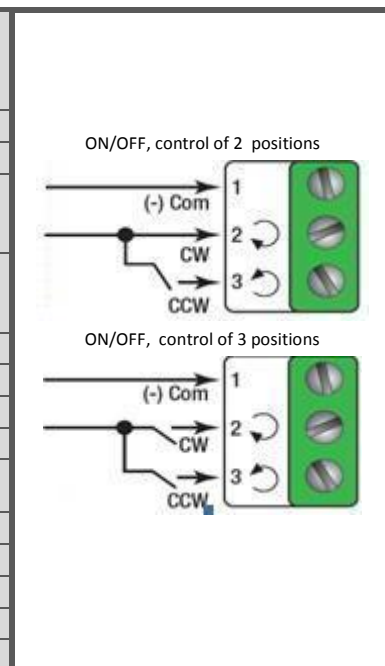 ON/OFF, control of 2 positions
1
(-) Com
2
CW
3
CCW
ON/OFF, control of 3 positions
1
(-) Com
2
CW
3
CCW